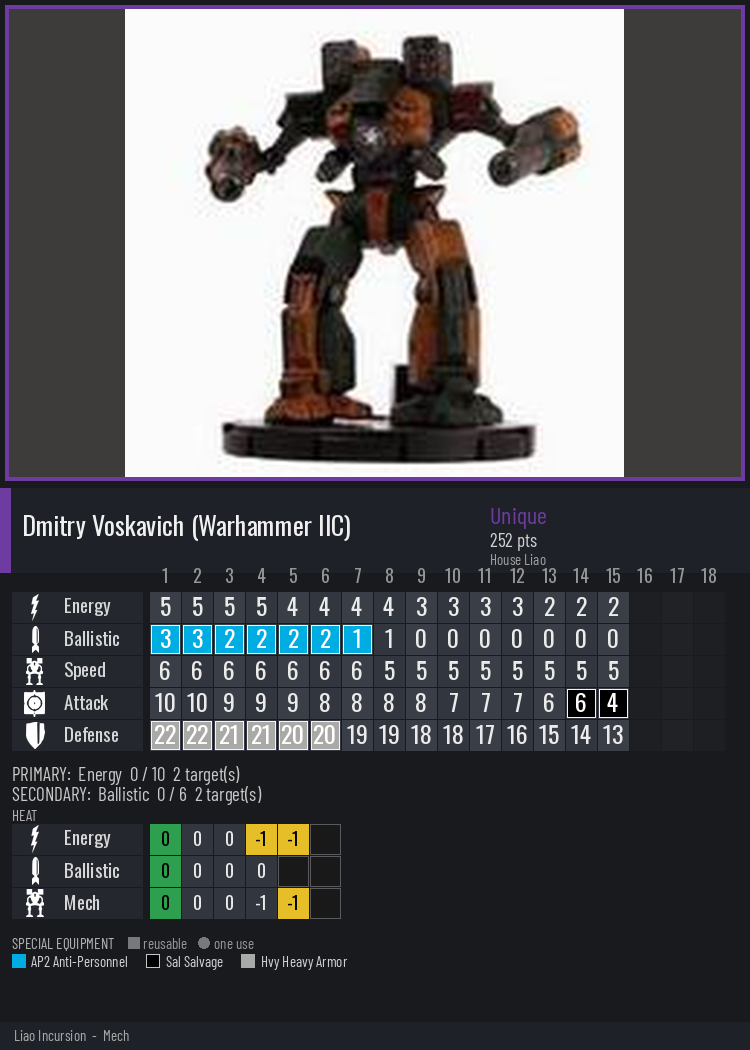 Dmitry Voskavich (Warhammer IIC)
Unique
252 pts
House Liao
1 2 3 4 5 6 7 8 9 10 11 12 13 14 15 16 17 18
Energy 5 5 5 5 4 4 4 4 3 3 3 3 2 2 2
Ballistic 3 3 2 2 2 2 1 1 0 0 0 0 0 0 0
Speed 6 6 6 6 6 6 6 5 5 5 5 5 5 5 5
Attack 10 10 9 9 9 8 8 8 8 7 7 7 6 6 4
Defense 22 22 21 21 20 20 19 19 18 18 17 16 15 14 13
PRIMARY: Energy 0 / 10 2 target(s)
SECONDARY: Ballistic 0 / 6 2 target(s)
HEAT
Energy 0 0 0 -1 -1
Ballistic 0 0 0 0
Mech 0 0 0 -1 -1
SPECIAL EQUIPMENT reusable one use
AP2 Anti-Personnel Sal Salvage Hvy Heavy Armor
Liao Incursion - Mech